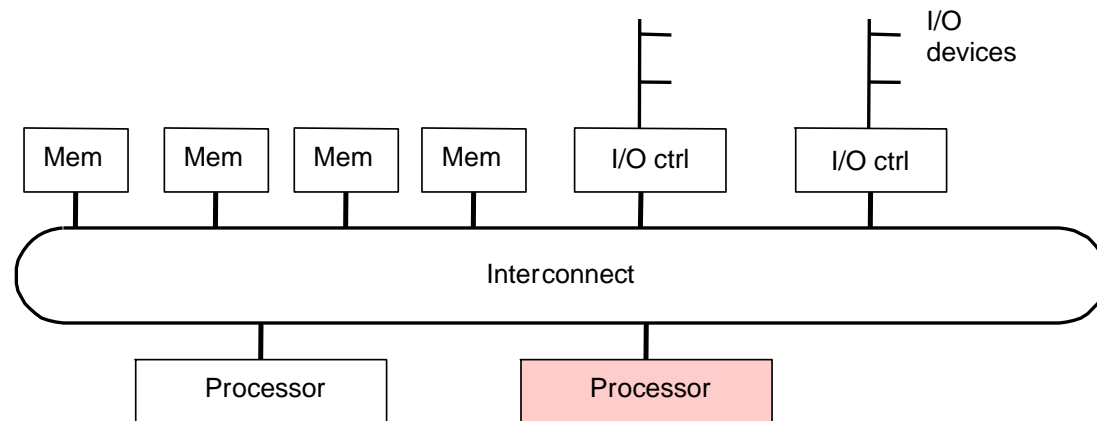 I/O
devices
Mem
Mem
Mem
Mem
I/O ctrl
I/O ctrl
Interconnect
Processor
Processor